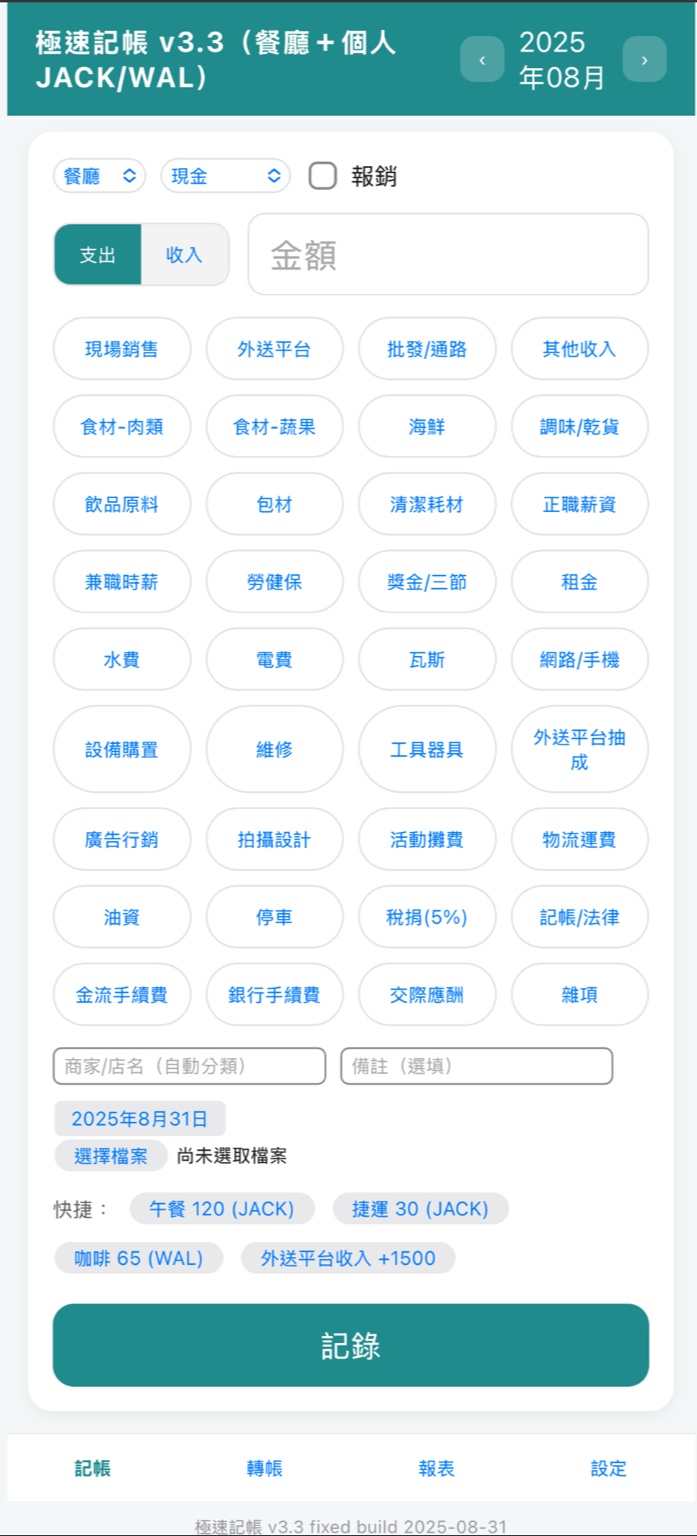 極速記帳 v3.3（餐廳＋個人
JACK/WAL）
‹
2025
年08月
›
餐廳
現金
報銷
支出
收入
金額
現場銷售
外送平台
批發/通路
其他收入
食材-肉類
食材-蔬果
海鮮
調味/乾貨
飲品原料
包材
清潔耗材
正職薪資
兼職時薪
勞健保
獎金/三節
租金
水費
電費
瓦斯
網路/手機
設備購置
維修
工具器具
外送平台抽
成
廣告行銷
拍攝設計
活動攤費
物流運費
油資
停車
稅捐(5%)
記帳/法律
金流手續費
銀行手續費
交際應酬
雜項
商家/店名（自動分類）
備註（選填）
2025年8月31日
選擇檔案
尚未選取檔案
快捷：
午餐 120 (JACK)
捷運 30 (JACK)
咖啡 65 (WAL)
外送平台收入 +1500
記錄
記帳
轉帳
報表
設定
極速記帳 v3.3 fixed build 2025-08-31